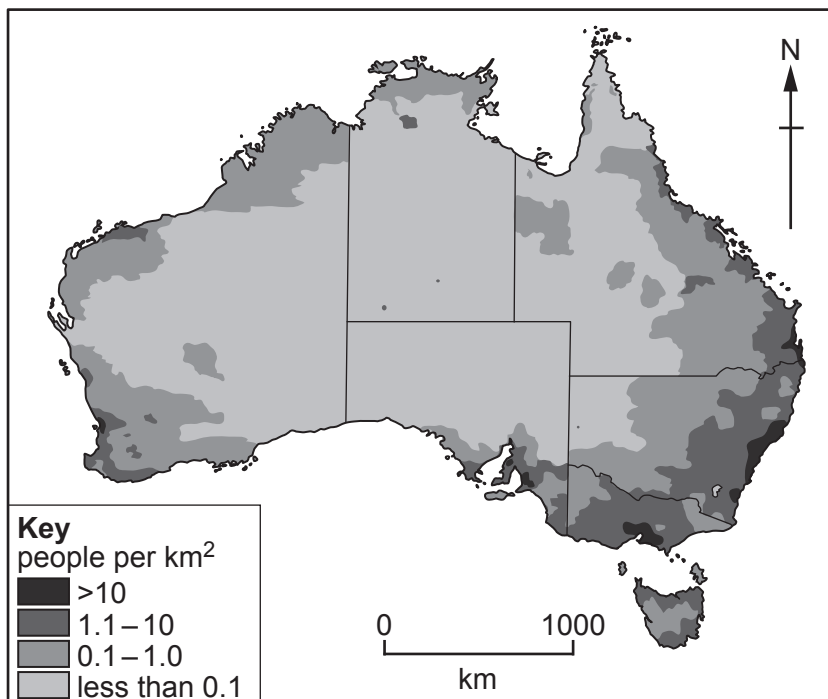 N
Key
people per km²
>10
1.1–10
0.1–1.0
less than 0.1
0 1000
km